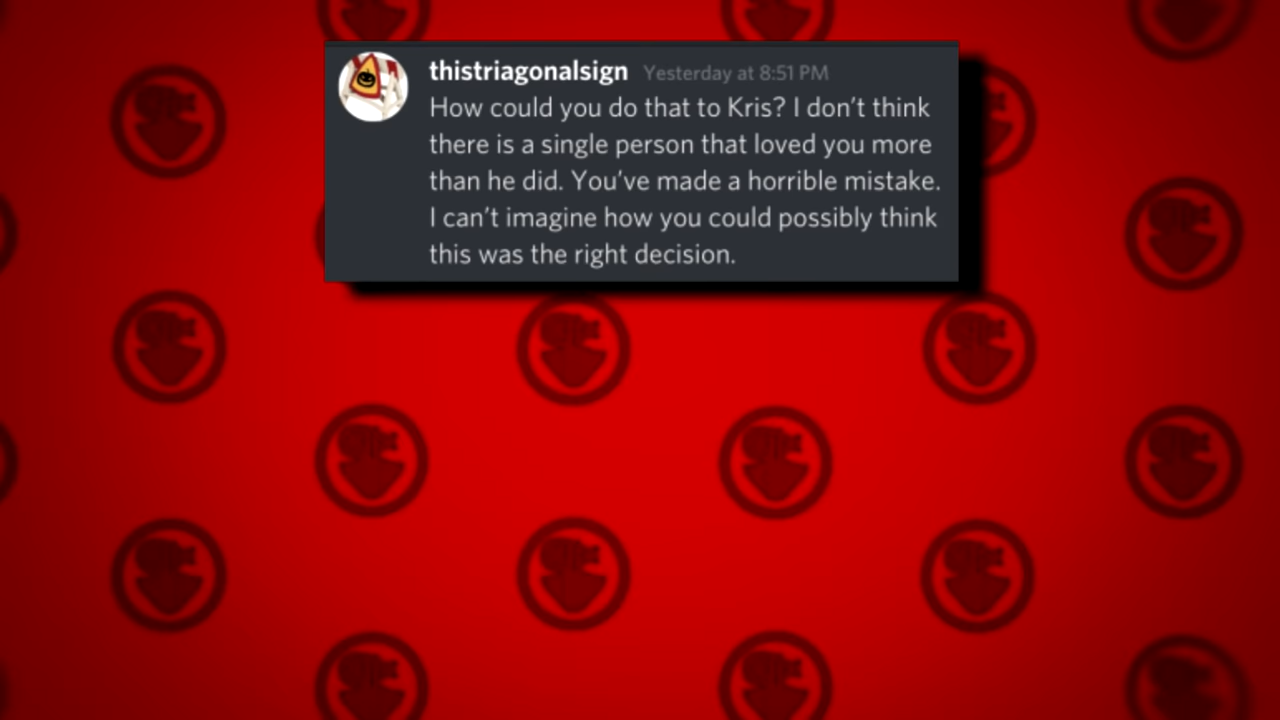 thistriagonalsign Yesterday at 8:51 PM
How could you do that to Kris? I don’t think
there is a single person that loved you more
than he did. You’ve made a horrible mistake.
I can’t imagine how you could possibly think
this was the right decision.